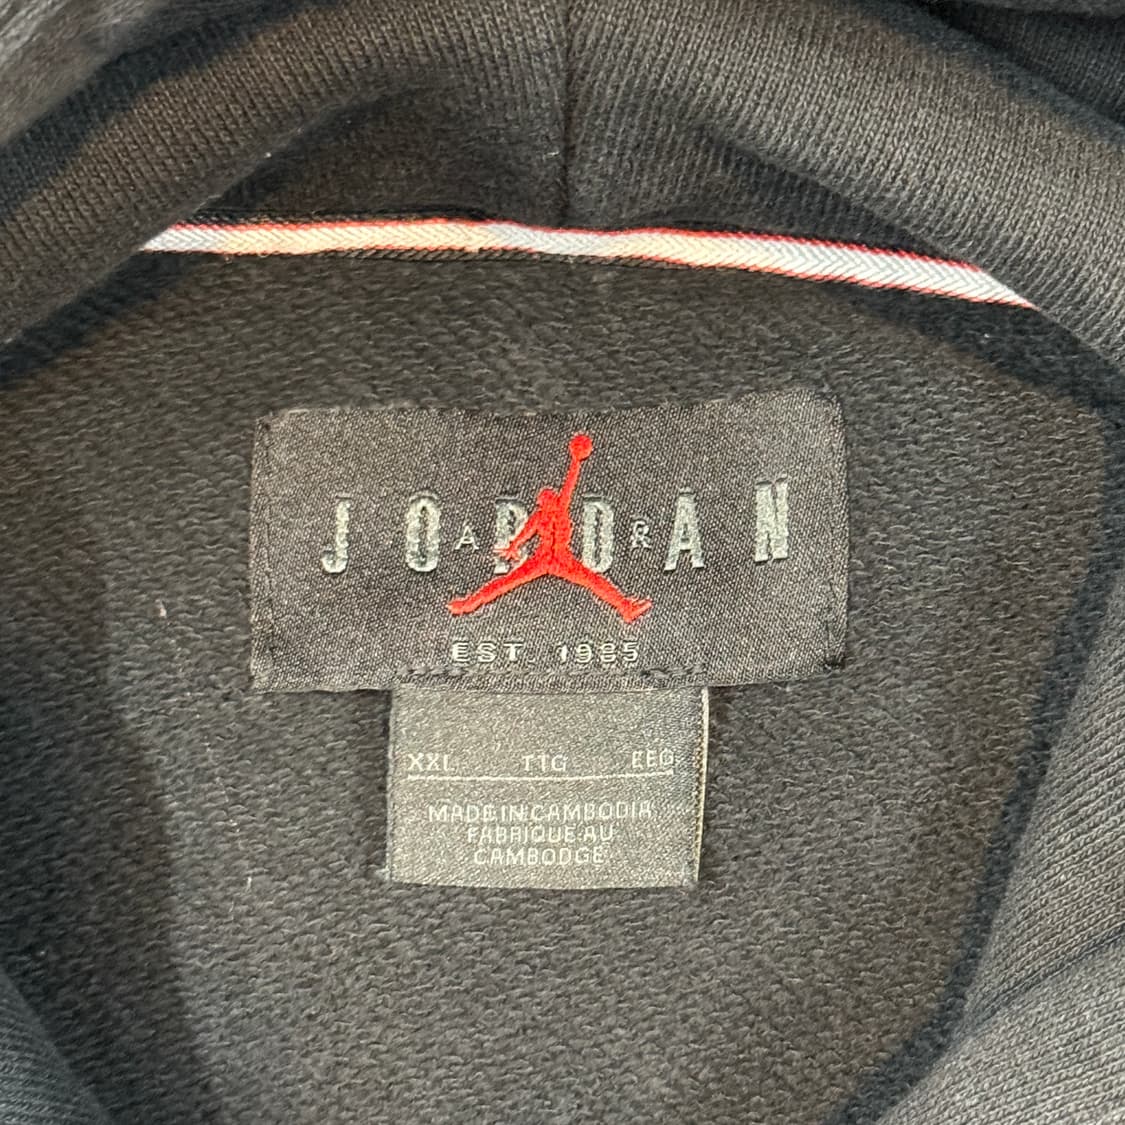 JORDAN
AIR
EST. 1985
XXL TTG EEG
MADE IN CAMBODIA
FABRIQUE AU
CAMBODGE